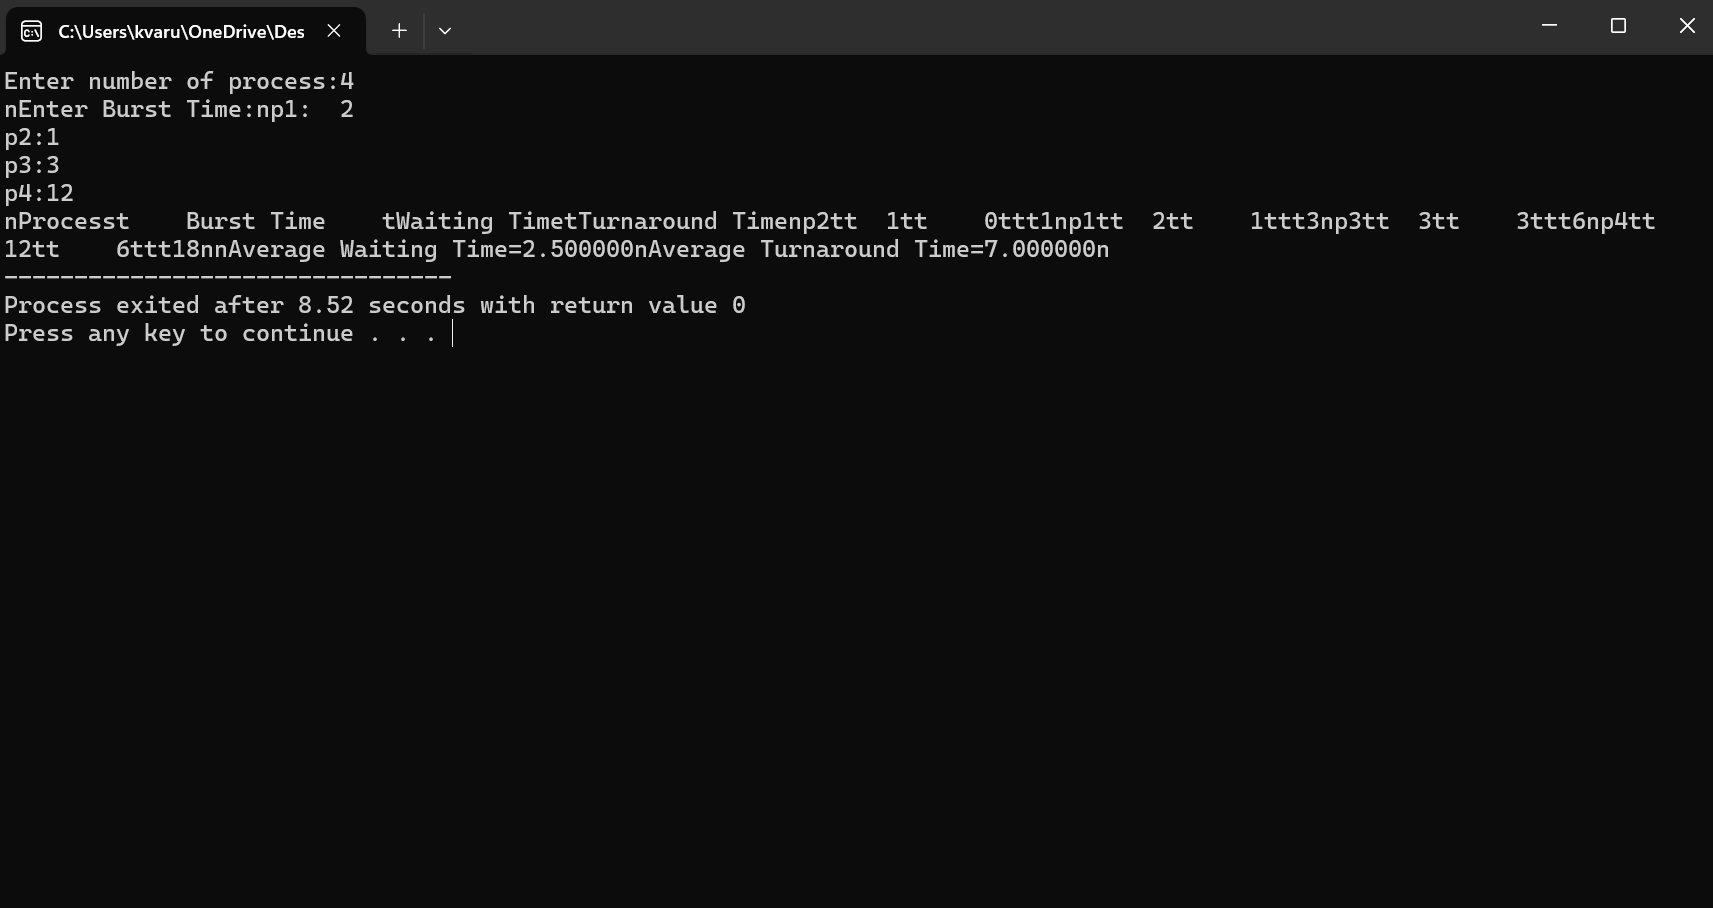 C:\Users\kvaru\OneDrive\Des
Enter number of process:4
nEnter Burst Time:np1:  2
p2:1
p3:3
p4:12
nProcesst    Burst Time    tWaiting TimetTurnaround Timenp2tt  1tt    0ttt1np1tt  2tt    1ttt3np3tt  3tt    3ttt6np4tt
12tt    6ttt18nnAverage Waiting Time=2.500000nAverage Turnaround Time=7.000000n
--------------------------------
Process exited after 8.52 seconds with return value 0
Press any key to continue . . .